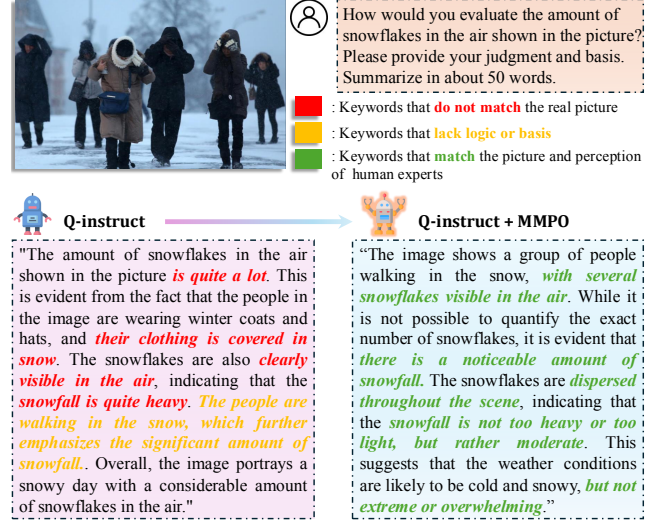 How would you evaluate the amount of
snowflakes in the air shown in the picture?
Please provide your judgment and basis.
Summarize in about 50 words.
: Keywords that do not match the real picture
: Keywords that lack logic or basis
: Keywords that match the picture and perception
of human experts
Q-instruct
"The amount of snowflakes in the air
shown in the picture is quite a lot. This
is evident from the fact that the people in
the image are wearing winter coats and
hats, and their clothing is covered in
snow. The snowflakes are also clearly
visible in the air, indicating that the
snowfall is quite heavy. The people are
walking in the snow, which further
emphasizes the significant amount of
snowfall.. Overall, the image portrays a
snowy day with a considerable amount
of snowflakes in the air."
Q-instruct + MMPO
“The image shows a group of people
walking in the snow, with several
snowflakes visible in the air. While it
is not possible to quantify the exact
number of snowflakes, it is evident that
there is a noticeable amount of
snowfall. The snowflakes are dispersed
throughout the scene, indicating that
the snowfall is not too heavy or too
light, but rather moderate. This
suggests that the weather conditions
are likely to be cold and snowy, but not
extreme or overwhelming.”